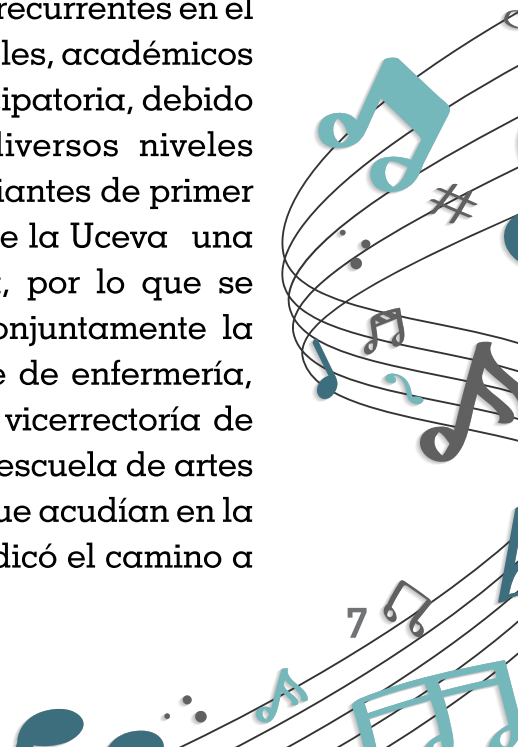 recurrentes en el
les, académicos
ipatoria, debido
diversos niveles
iantes de primer
e la Uceva una
, por lo que se
onjuntamente la
e de enfermería,
vicerrectoría de
escuela de artes
ue acudían en la
dicó el camino a
7